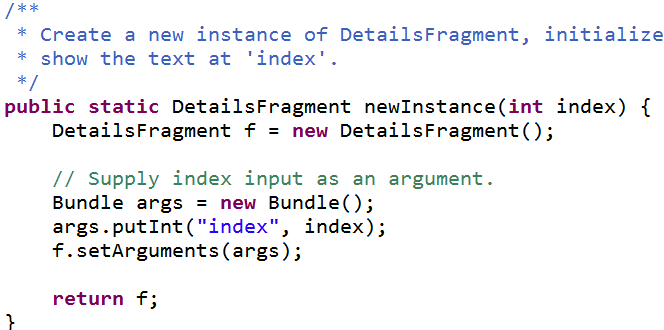 /**
 * Create a new instance of DetailsFragment, initialize
 * show the text at 'index'.
 */
public static DetailsFragment newInstance(int index) {
    DetailsFragment f = new DetailsFragment();

    // Supply index input as an argument.
    Bundle args = new Bundle();
    args.putInt("index", index);
    f.setArguments(args);

    return f;
}